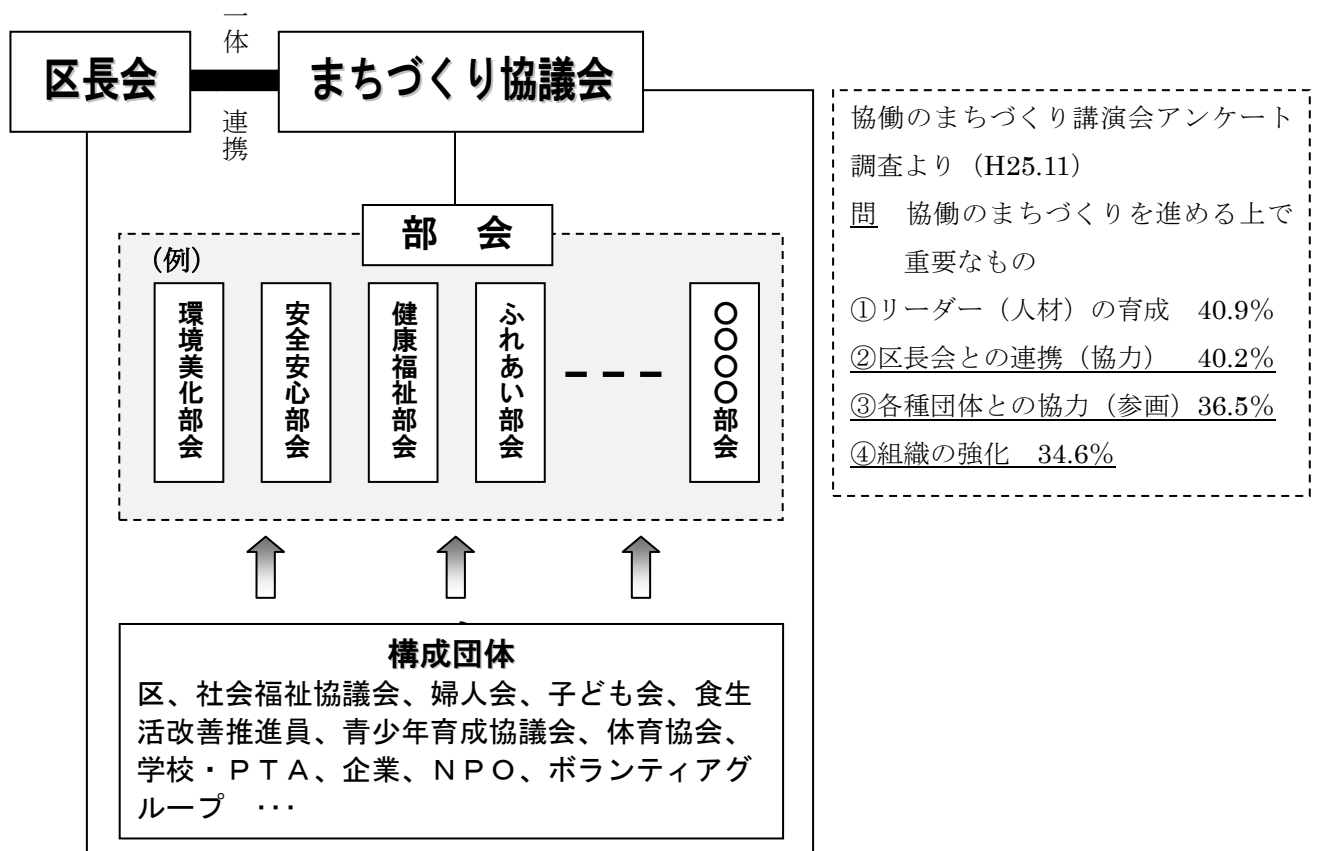 一体
区長会
まちづくり協議会
連携
部　会
(例)
環境美化部会
安全安心部会
健康福祉部会
ふれあい部会
〇〇〇〇部会
構成団体
区、社会福祉協議会、婦人会、子ども会、食生
活改善推進員、青少年育成協議会、体育協会、
学校・ＰＴＡ、企業、ＮＰＯ、ボランティアグ
ループ　･･･
協働のまちづくり講演会アンケート
調査より（H25.11）
問　協働のまちづくりを進める上で
重要なもの
①リーダー（人材）の育成　40.9%
②区長会との連携（協力）　40.2%
③各種団体との協力（参画）36.5%
④組織の強化　34.6%